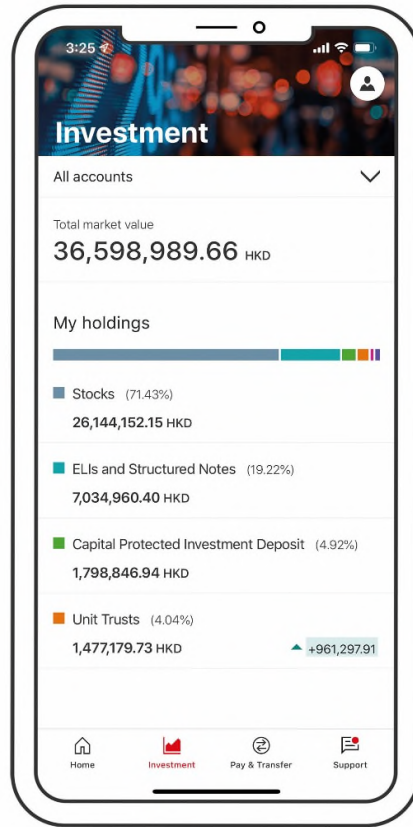 3:25
Investment
All accounts
Total market value
36,598,989.66 HKD
My holdings
Stocks (71.43%)
26,144,152.15 HKD
ELIs and Structured Notes (19.22%)
7,034,960.40 HKD
Capital Protected Investment Deposit (4.92%)
1,798,846.94 HKD
Unit Trusts (4.04%)
1,477,179.73 HKD +961,297.91
Home Investment Pay & Transfer Support